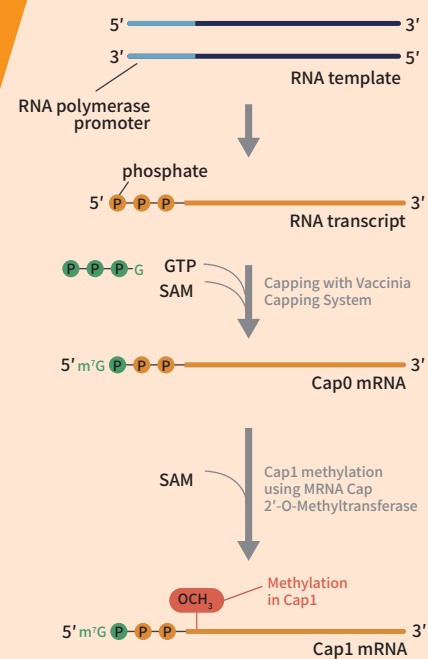 5′ 3′
3′ 5′
RNA template
RNA polymerase
promoter
phosphate
5′ P P P 3′
RNA transcript
P P P G
GTP
SAM
Capping with Vaccinia
Capping System
5′ m⁷G P P P 3′
Cap0 mRNA
SAM
Cap1 methylation
using MRNA Cap
2′-O-Methyltransferase
OCH₃
Methylation
in Cap1
5′ m⁷G P P P 3′
Cap1 mRNA